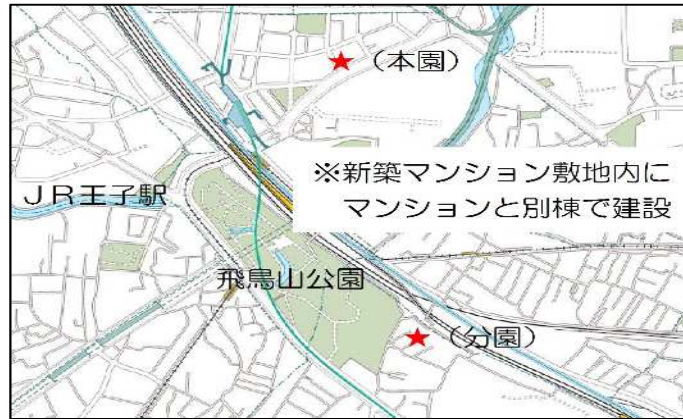 ★（本園）
※新築マンション敷地内に
マンションと別棟で建設
ＪＲ王子駅
飛鳥山公園
★（分園）